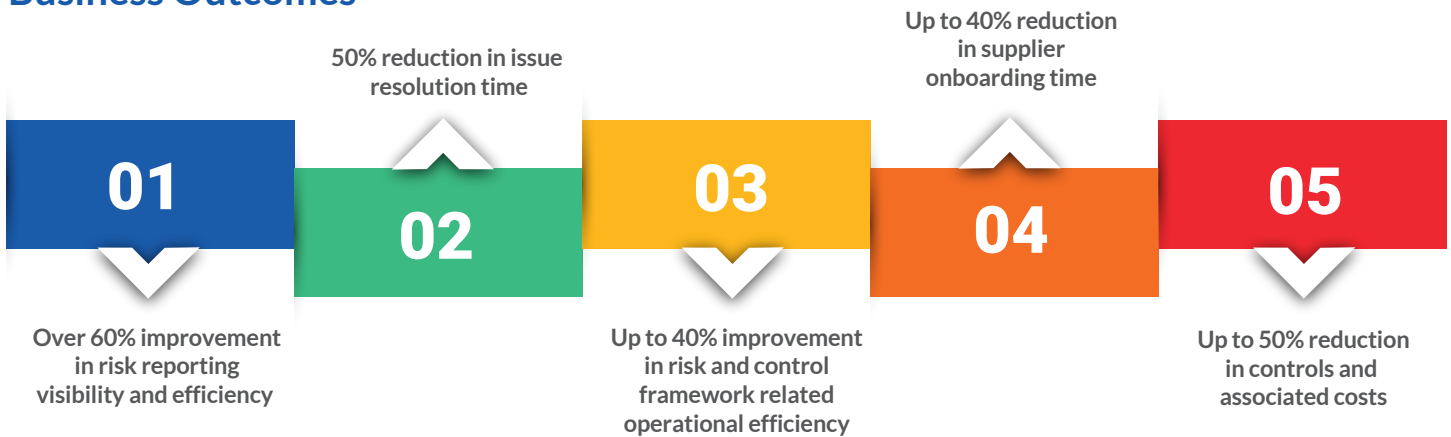 Business Outcomes
01
Over 60% improvement
in risk reporting
visibility and efficiency
50% reduction in issue
resolution time
02
03
Up to 40% improvement
in risk and control
framework related
operational efficiency
Up to 40% reduction
in supplier
onboarding time
04
05
Up to 50% reduction
in controls and
associated costs